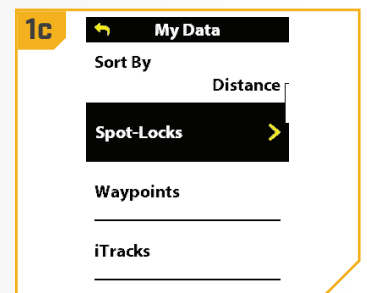 1c
My Data
Sort By
Distance
Spot-Locks
Waypoints
iTracks